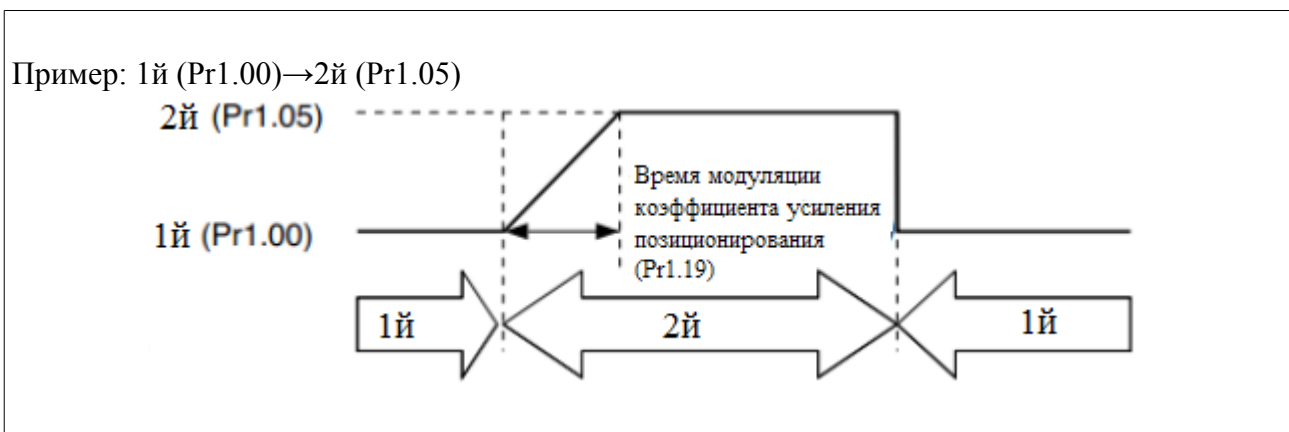 Пример: 1й (Pr1.00)→2й (Pr1.05)
2й (Pr1.05)
Время модуляции
коэффициента усиления
позиционирования
(Pr1.19)
1й (Pr1.00)
1й
2й
1й